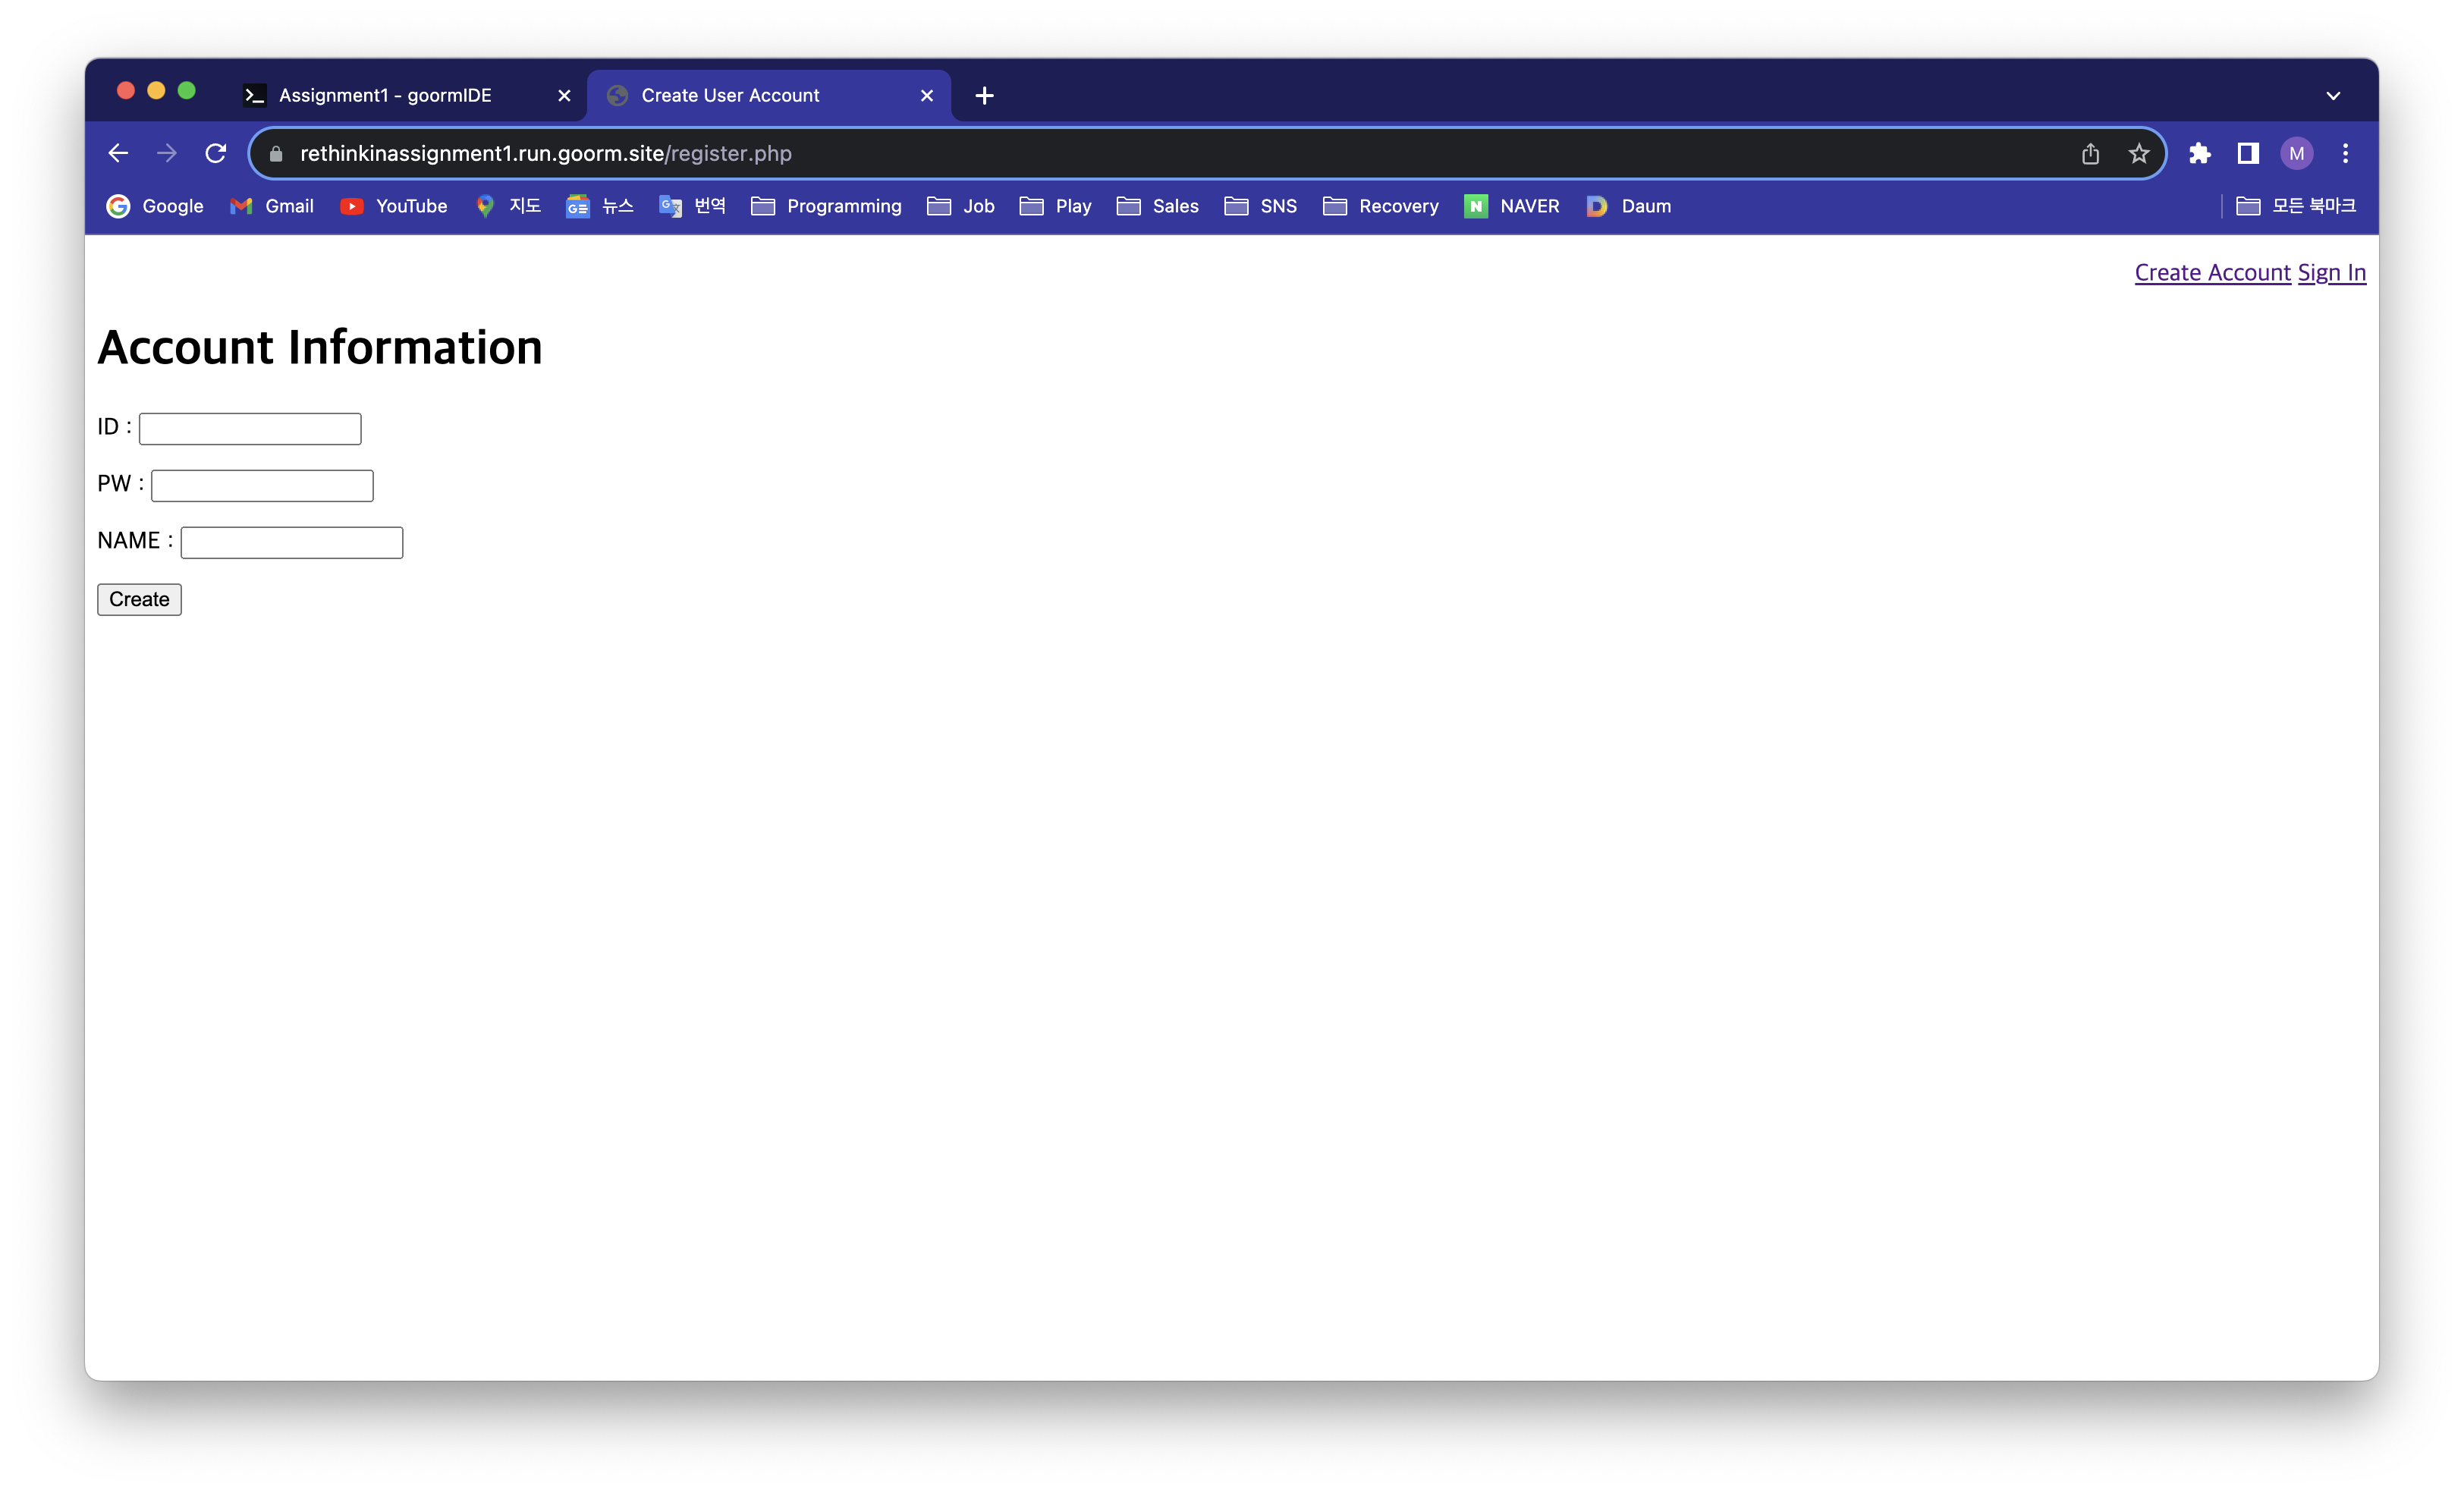 Assignment1 - goormIDE
Create User Account
rethinkinassignment1.run.goorm.site/register.php
M
Google Gmail YouTube 지도 뉴스 번역 Programming Job Play Sales SNS Recovery NAVER Daum 모든 북마크
Create Account Sign In
Account Information
ID :
PW :
NAME :
Create